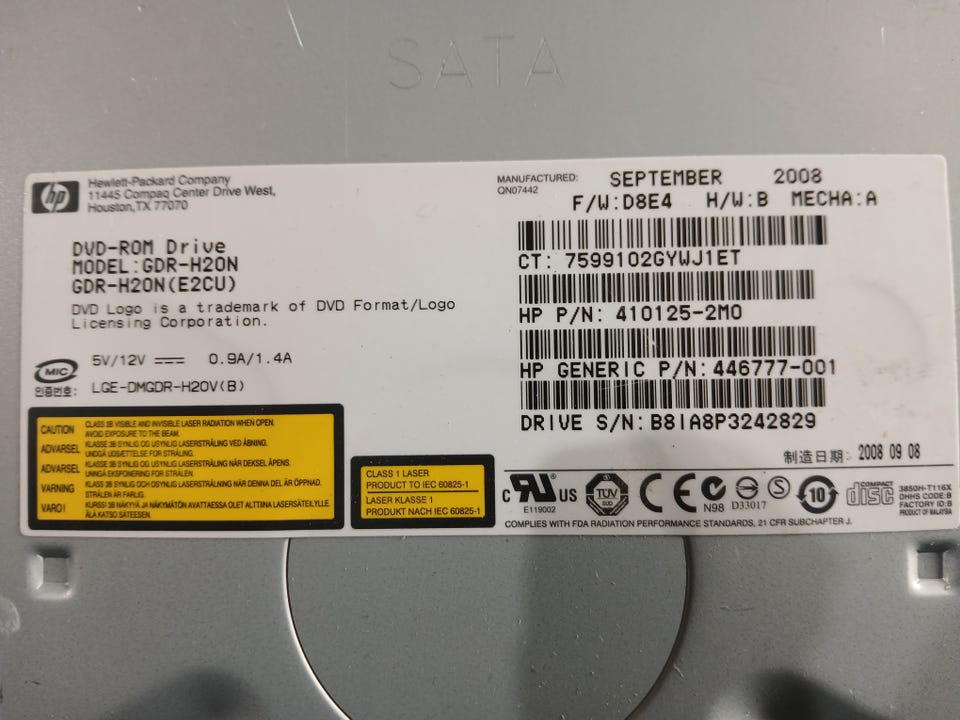 SATA
hp
Hewlett-Packard Company
11445 Compaq Center Drive West,
Houston,TX 77070
MANUFACTURED: SEPTEMBER 2008
QN07442
F/W:D8E4 H/W:B MECHA:A
DVD-ROM Drive
MODEL:GDR-H20N
GDR-H20N(E2CU)
DVD Logo is a trademark of DVD Format/Logo
Licensing Corporation.
CT: 7599102GYWJ1ET
HP P/N: 410125-2M0
HP GENERIC P/N:446777-001
DRIVE S/N:B8IA8P3242829
MIC
5V/12V 0.9A/1.4A
인증번호: LGE-DMGDR-H20V(B)
制造日期: 2008 09 08
CAUTION CLASS 3B VISIBLE AND INVISIBLE LASER RADIATION WHEN OPEN.
AVOID EXPOSURE TO THE BEAM.
ADVARSEL KLASSE 3B SYNLIG OG USYNLIG LASERSTRÅLING VED ÅBNING.
UNDGÅ UDSÆTTELSE FOR STRÅLING.
ADVARSEL KLASSE 3B SYNLIG OG USYNLIG LASERSTRÅLING NÅR DEKSEL ÅPNES.
UNNGÅ EKSPONERING FOR STRÅLEN.
VARNING KLASS 3B SYNLIG OCH OSYNLIG LASERSTRÅLNING NÄR DENNA DEL ÄR ÖPPNAD.
STRÅLEN ÄR FARLIG.
VARO! KURSSI 3B NÄKYVÄ JA NÄKYMÄTÖN AVATTAESSA OLET ALTTIINA LASERSÄTEILYLLE.
ÄLÄ KATSO SÄTEESEEN.
CLASS 1 LASER
PRODUCT TO IEC 60825-1
LASER KLASSE 1
PRODUKT NACH IEC 60825-1
C UR US
E119002
TUV
CE
N98
D33017
S
10
COMPACT
disc
3850H-T116X
DHHS CODE:B
FACTORY ID:B
PRODUCT OF MALAYSIA
COMPLIES WITH FDA RADIATION PERFORMANCE STANDARDS, 21 CFR SUBCHAPTER J.